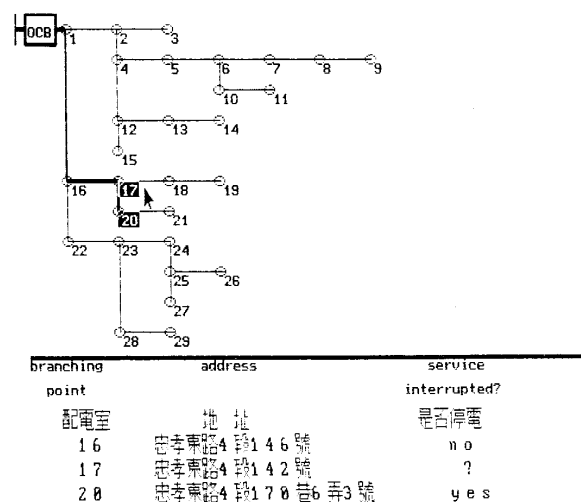 OCB
1 2 3
4 5 6 7 8 9
10 11
12 13 14
15
16 17 18 19
20 21
22 23 24
25 26
27
28 29
branching address service
point interrupted?
配電室 地址 是否停電
16 忠孝東路4段146號 no
17 忠孝東路4段142號 ?
20 忠孝東路4段170巷6弄3號 yes